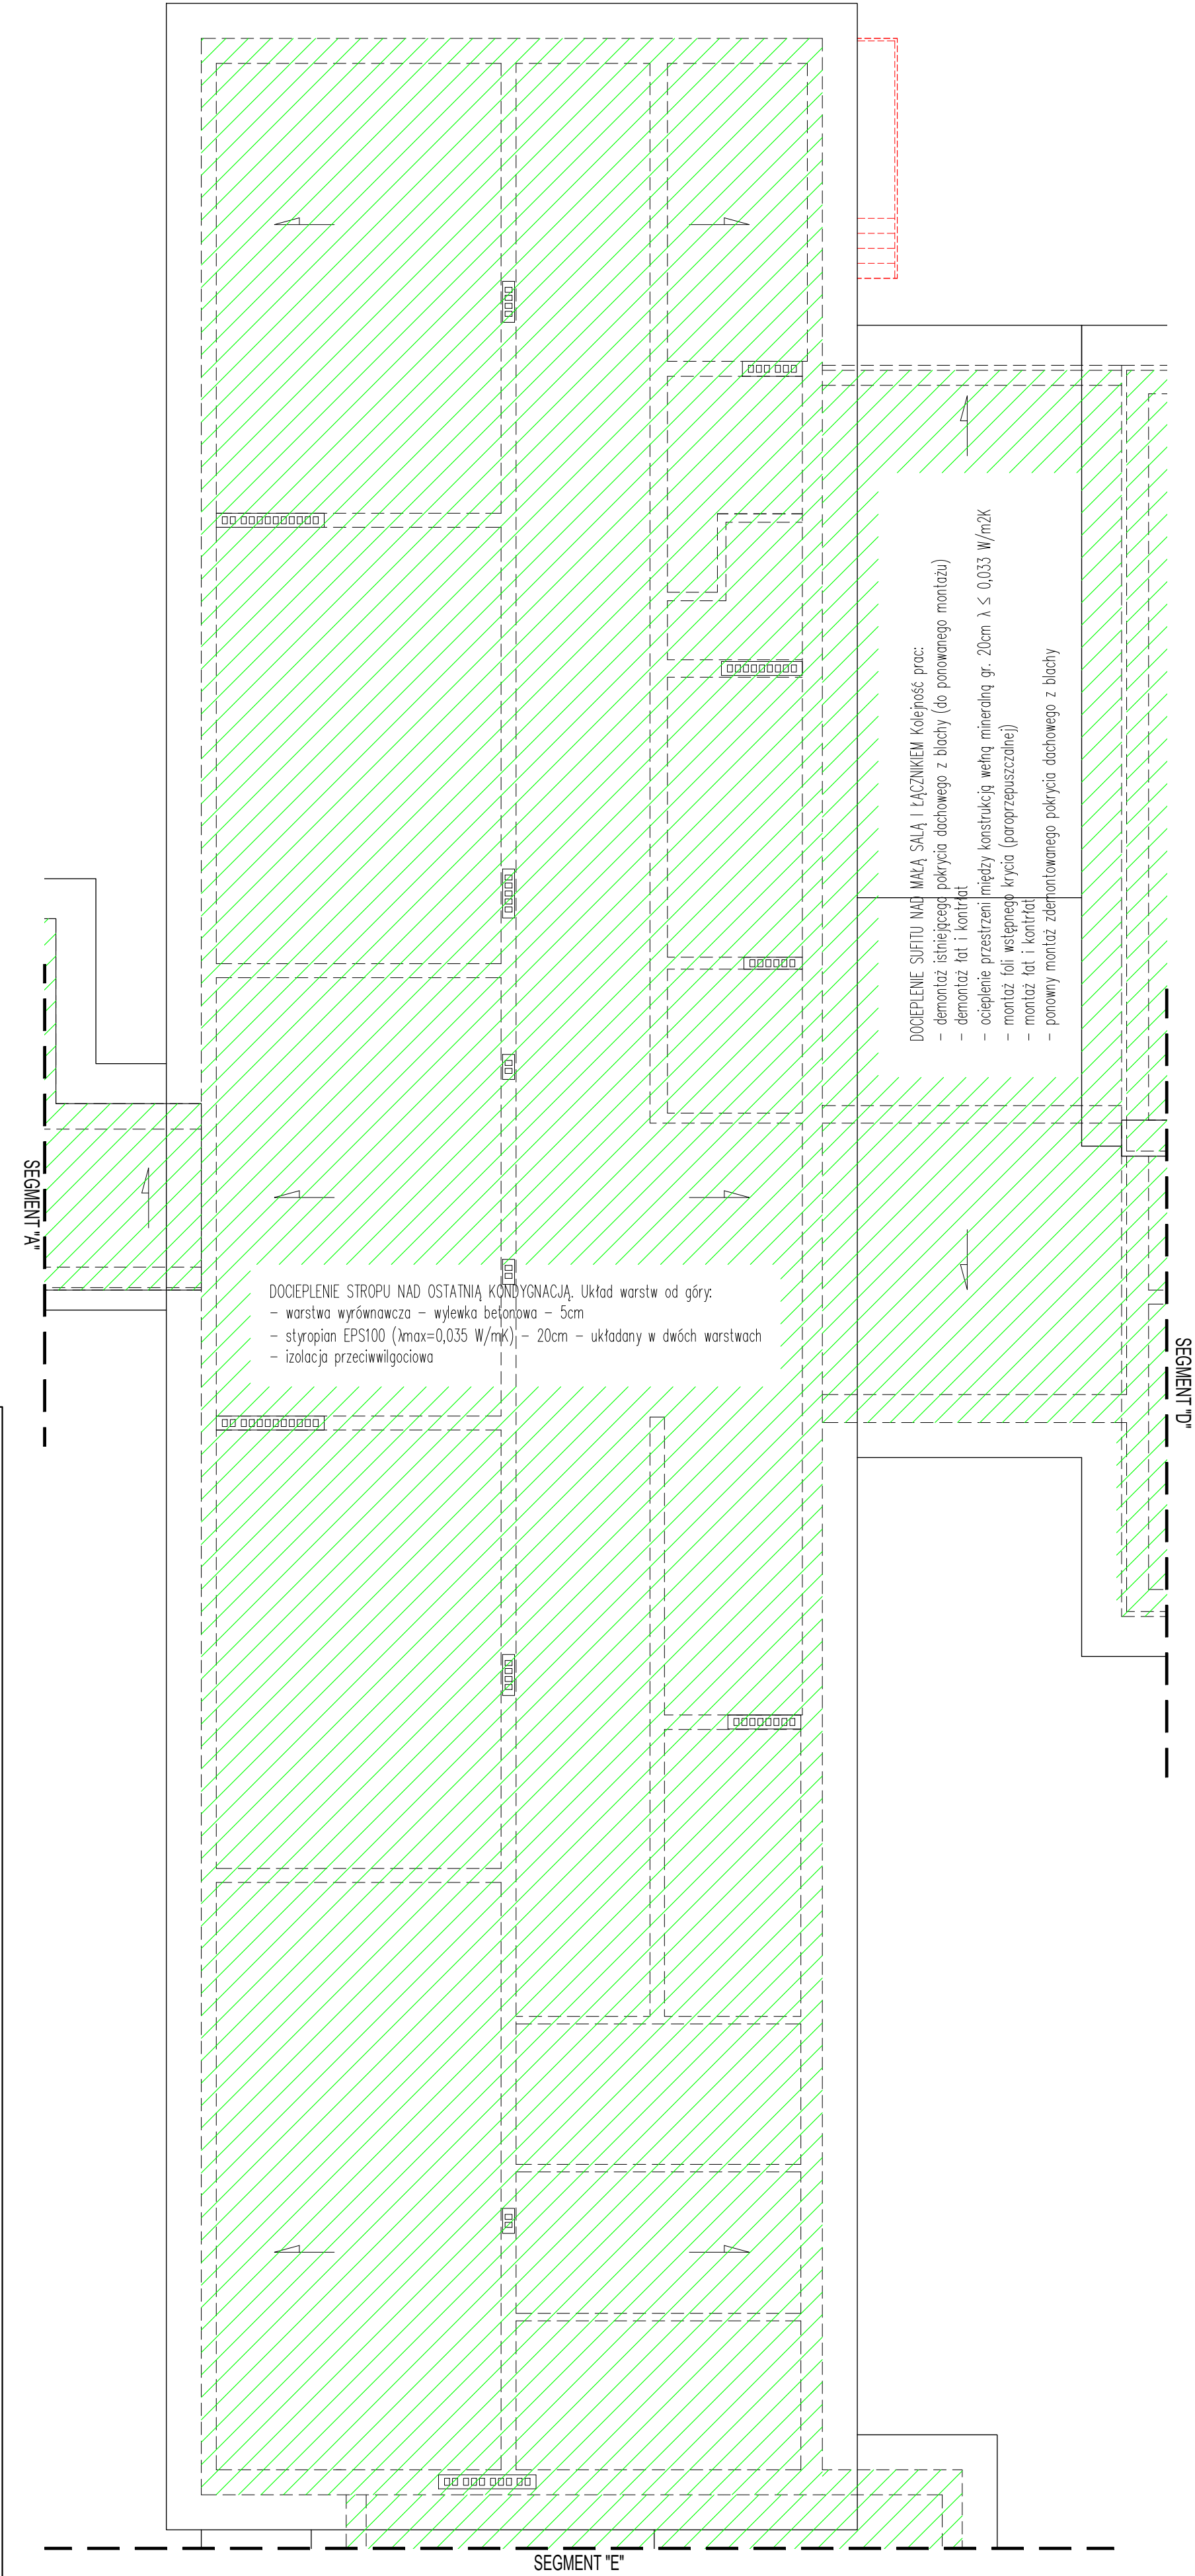 DOCIEPLENIE SUFITU NAD MAŁĄ SALĄ I ŁĄCZNIKIEM Kolejność prac:
- demontaż istniejącego pokrycia dachowego z blachy (do ponowanego montażu)
- demontaż łat i kontrłat
- ocieplenie przestrzeni między konstrukcją wełną mineralną gr. 20cm λ ≤ 0,033 W/m2K
- montaż foli wstępnego krycia (paroprzepuszczalnej)
- montaż łat i kontrłat
- ponowny montaż zdemontowanego pokrycia dachowego z blachy
SEGMENT "A"
DOCIEPLENIE STROPU NAD OSTATNIĄ KONDYGNACJĄ. Układ warstw od góry:
- warstwa wyrównawcza - wylewka betonowa - 5cm
- styropian EPS100 (λmax=0,035 W/mK) - 20cm - układany w dwóch warstwach
- izolacja przeciwwilgociowa
SEGMENT "D"
SEGMENT "E"